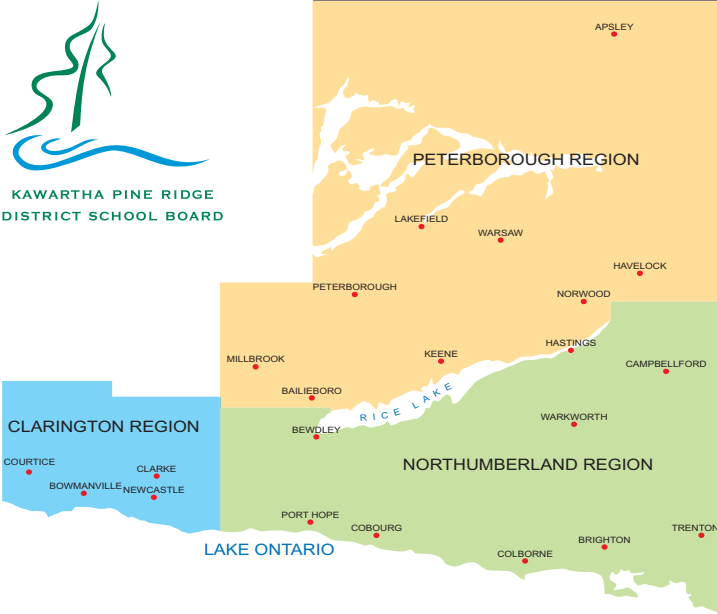 APSLEY
PETERBOROUGH REGION
KAWARTHA PINE RIDGE
DISTRICT SCHOOL BOARD
LAKEFIELD
WARSAW
HAVELOCK
PETERBOROUGH
NORWOOD
HASTINGS
MILLBROOK
KEENE
CAMPBELLFORD
BAILIEBORO
RICE LAKE
CLARINGTON REGION
BEWDLEY
WARKWORTH
COURTICE
CLARKE
NORTHUMBERLAND REGION
BOWMANVILLE
NEWCASTLE
PORT HOPE
COBOURG
TRENTON
LAKE ONTARIO
BRIGHTON
COLBORNE